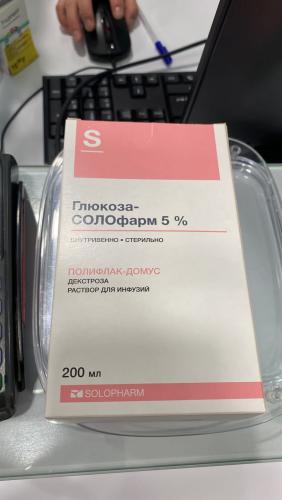 S
Глюкоза-
СОЛОфарм 5 %
ВНУТРИВЕННО • СТЕРИЛЬНО
ПОЛИФЛАК-ДОМУС
ДЕКСТРОЗА
РАСТВОР ДЛЯ ИНФУЗИЙ
200 мл
SOLOPHARM